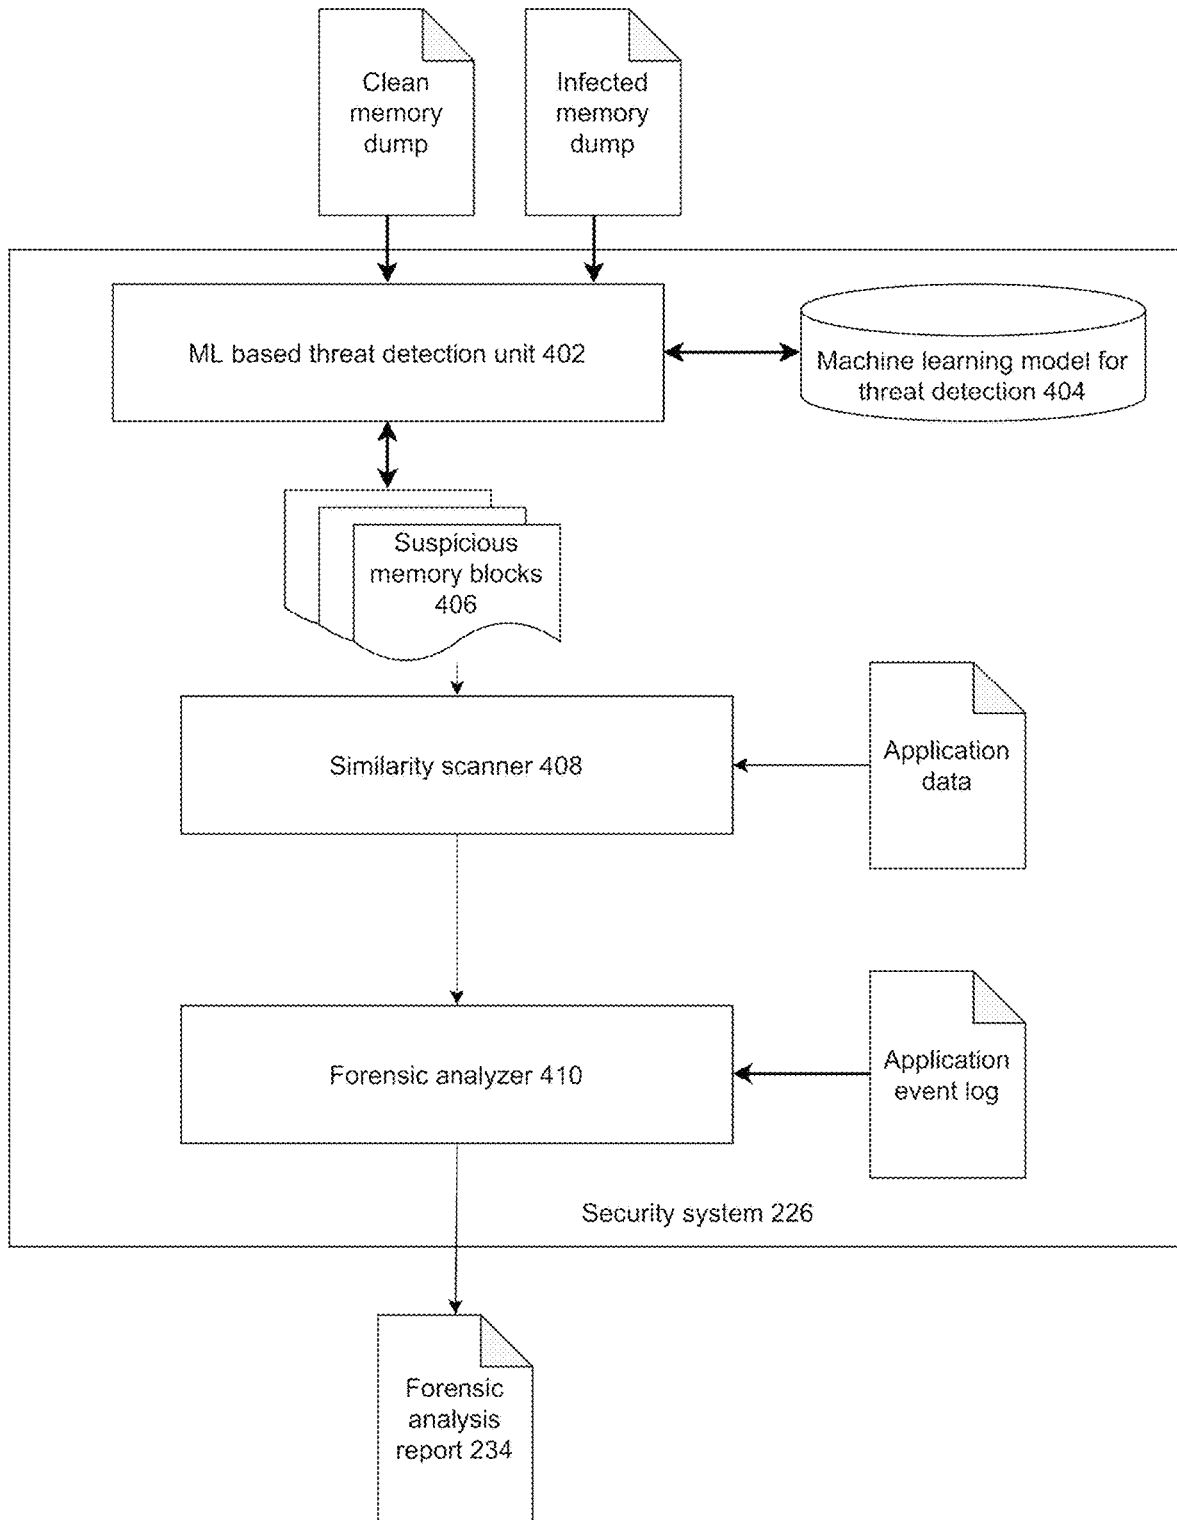 Clean
memory
dump
Infected
memory
dump
ML based threat detection unit 402
Machine learning model for
threat detection 404
Suspicious
memory blocks
406
Similarity scanner 408
Application
data
Forensic analyzer 410
Application
event log
Security system 226
Forensic
analysis
report 234